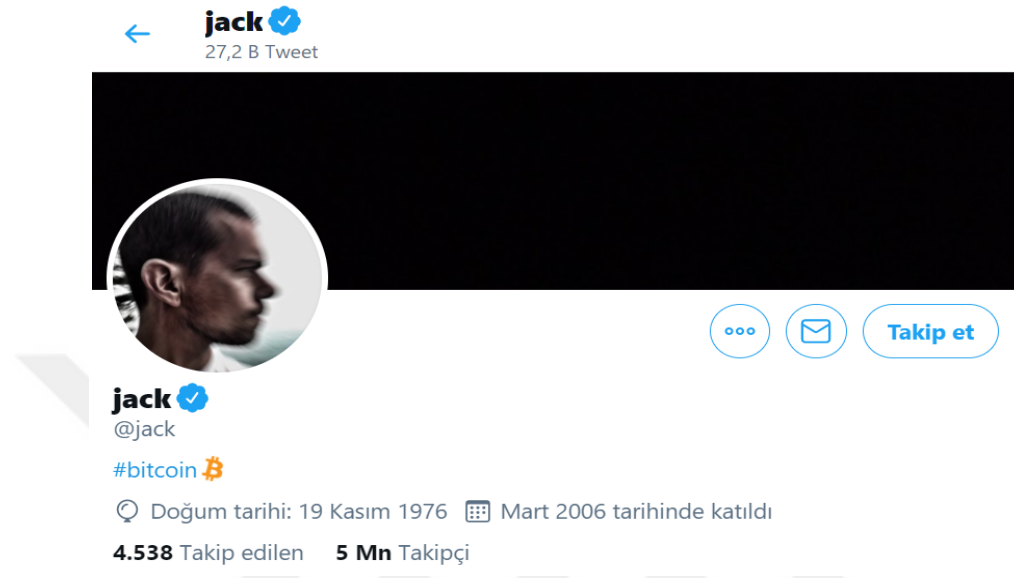 jack
27,2 B Tweet
Takip et
jack
@jack
#bitcoin
Doğum tarihi: 19 Kasım 1976 Mart 2006 tarihinde katıldı
4.538 Takip edilen 5 Mn Takipçi